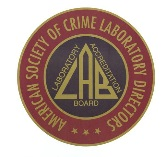 AMERICAN SOCIETY OF CRIME LABORATORY DIRECTORS
LABORATORY
ACCREDITATION
LAB
BOARD